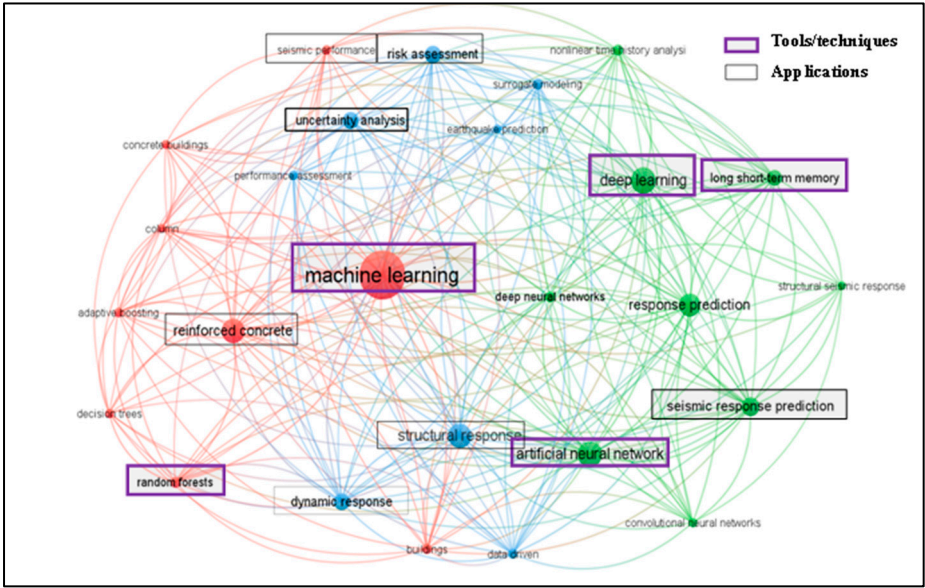 seismic performance
risk assessment
nonlinear time history analysi
Tools/techniques
Applications
surrogate modeling
uncertainty analysis
earthquake prediction
concrete buildings
performance assessment
deep learning
long short-term memory
column
machine learning
structural seismic response
deep neural networks
response prediction
adaptive boosting
reinforced concrete
decision trees
seismic response prediction
structural response
artificial neural network
random forests
dynamic response
convolutional neural networks
buildings
data driven